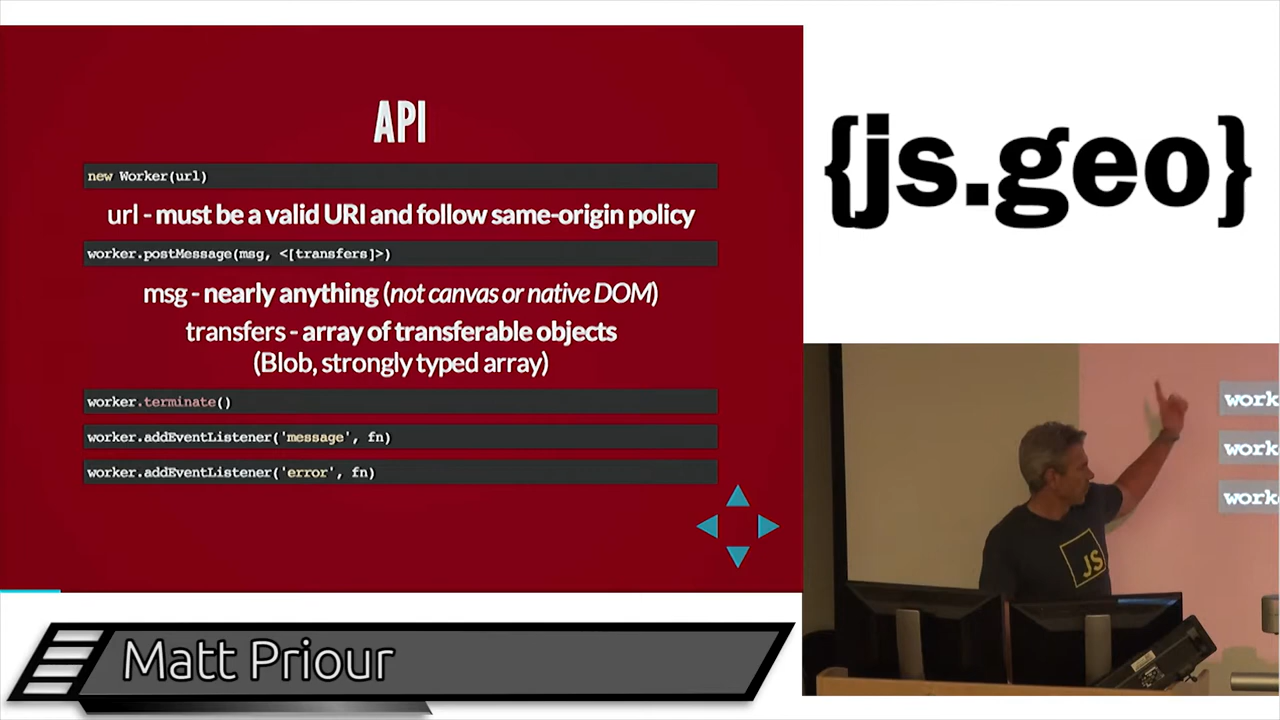 API
new Worker(url)
url - must be a valid URI and follow same-origin policy
worker.postMessage(msg, <[transfers]>)
msg - nearly anything (not canvas or native DOM)
transfers - array of transferable objects
(Blob, strongly typed array)
worker.terminate()
worker.addEventListener('message', fn)
worker.addEventListener('error', fn)
{js.geo}
work
work
work
JS
Matt Priour